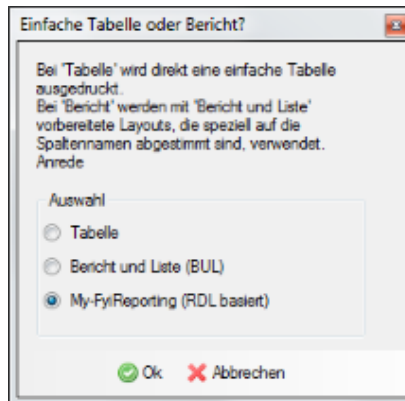 Einfache Tabelle oder Bericht?
Bei 'Tabelle' wird direkt eine einfache Tabelle
ausgedruckt.
Bei 'Bericht' werden mit 'Bericht und Liste'
vorbereitete Layouts, die speziell auf die
Spaltennamen abgestimmt sind, verwendet.
Anrede
Auswahl
Tabelle
Bericht und Liste (BUL)
My-FyiReporting (RDL basiert)
Ok
Abbrechen